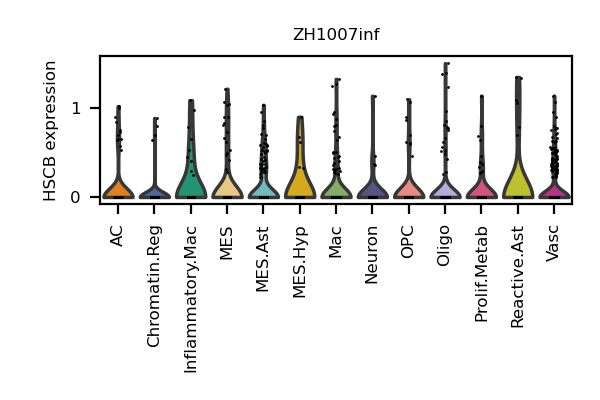 ZH1007inf
HSCB expression
1
0
AC
Chromatin.Reg
Inflammatory.Mac
MES
MES.Ast
MES.Hyp
Mac
Neuron
OPC
Oligo
Prolif.Metab
Reactive.Ast
Vasc